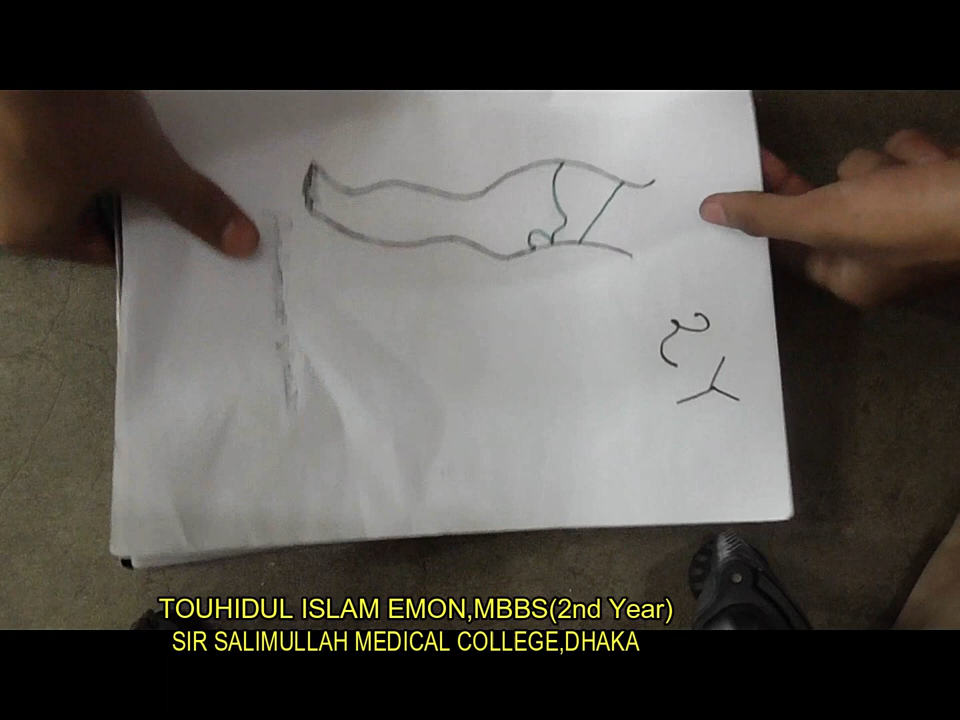 TOUHIDUL ISLAM EMON,MBBS(2nd Year)
SIR SALIMULLAH MEDICAL COLLEGE,DHAKA